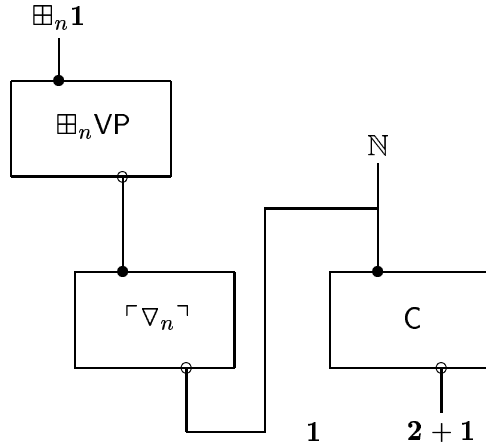 ⊞ₙ𝟏
⊞ₙVP
ℕ
⌜∇ₙ⌝
C
𝟏
𝟐 + 𝟏